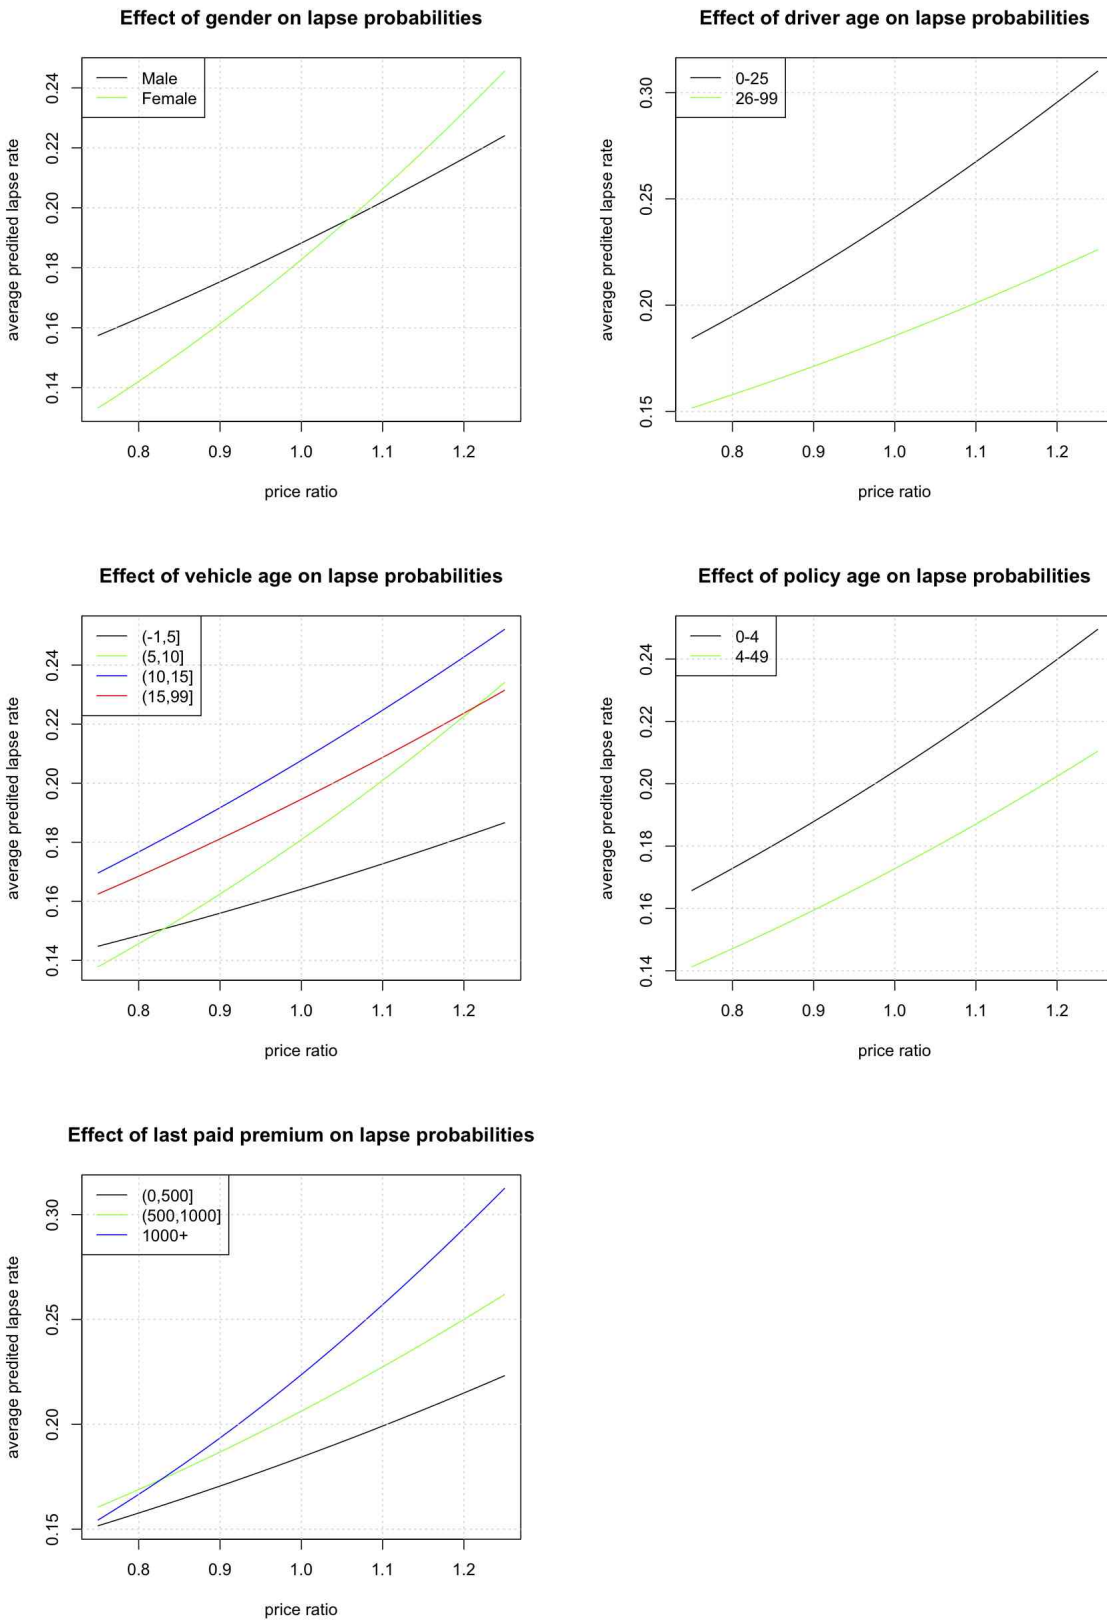 Effect of gender on lapse probabilities
Male
Female
average predited lapse rate
0.24
0.22
0.20
0.18
0.16
0.14
0.8 0.9 1.0 1.1 1.2
price ratio
Effect of driver age on lapse probabilities
0-25
26-99
average predited lapse rate
0.30
0.25
0.20
0.15
0.8 0.9 1.0 1.1 1.2
price ratio
Effect of vehicle age on lapse probabilities
(-1,5]
(5,10]
(10,15]
(15,99]
average predited lapse rate
0.24
0.22
0.20
0.18
0.16
0.14
0.8 0.9 1.0 1.1 1.2
price ratio
Effect of policy age on lapse probabilities
0-4
4-49
average predited lapse rate
0.24
0.22
0.20
0.18
0.16
0.14
0.8 0.9 1.0 1.1 1.2
price ratio
Effect of last paid premium on lapse probabilities
(0,500]
(500,1000]
1000+
average predited lapse rate
0.30
0.25
0.20
0.15
0.8 0.9 1.0 1.1 1.2
price ratio